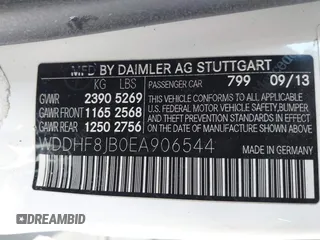 MFD BY DAIMLER AG STUTTGART
KG LBS PASSENGER CAR 799 09/13
GVWR 2390 5269
GAWR FRONT 1165 2568
GAWR REAR 1250 2756
THIS VEHICLE CONFORMS TO ALL APPLICABLE
U.S. FEDERAL MOTOR VEHICLE SAFETY
BUMPER, AND THEFT PREVENTION STANDARDS
IN EFFECT ON THE DATE OF MANUFACTURE
SHOWN ABOVE.
WDDHF8JB0EA906544
MADE IN GERMANY
RIDESAFELY